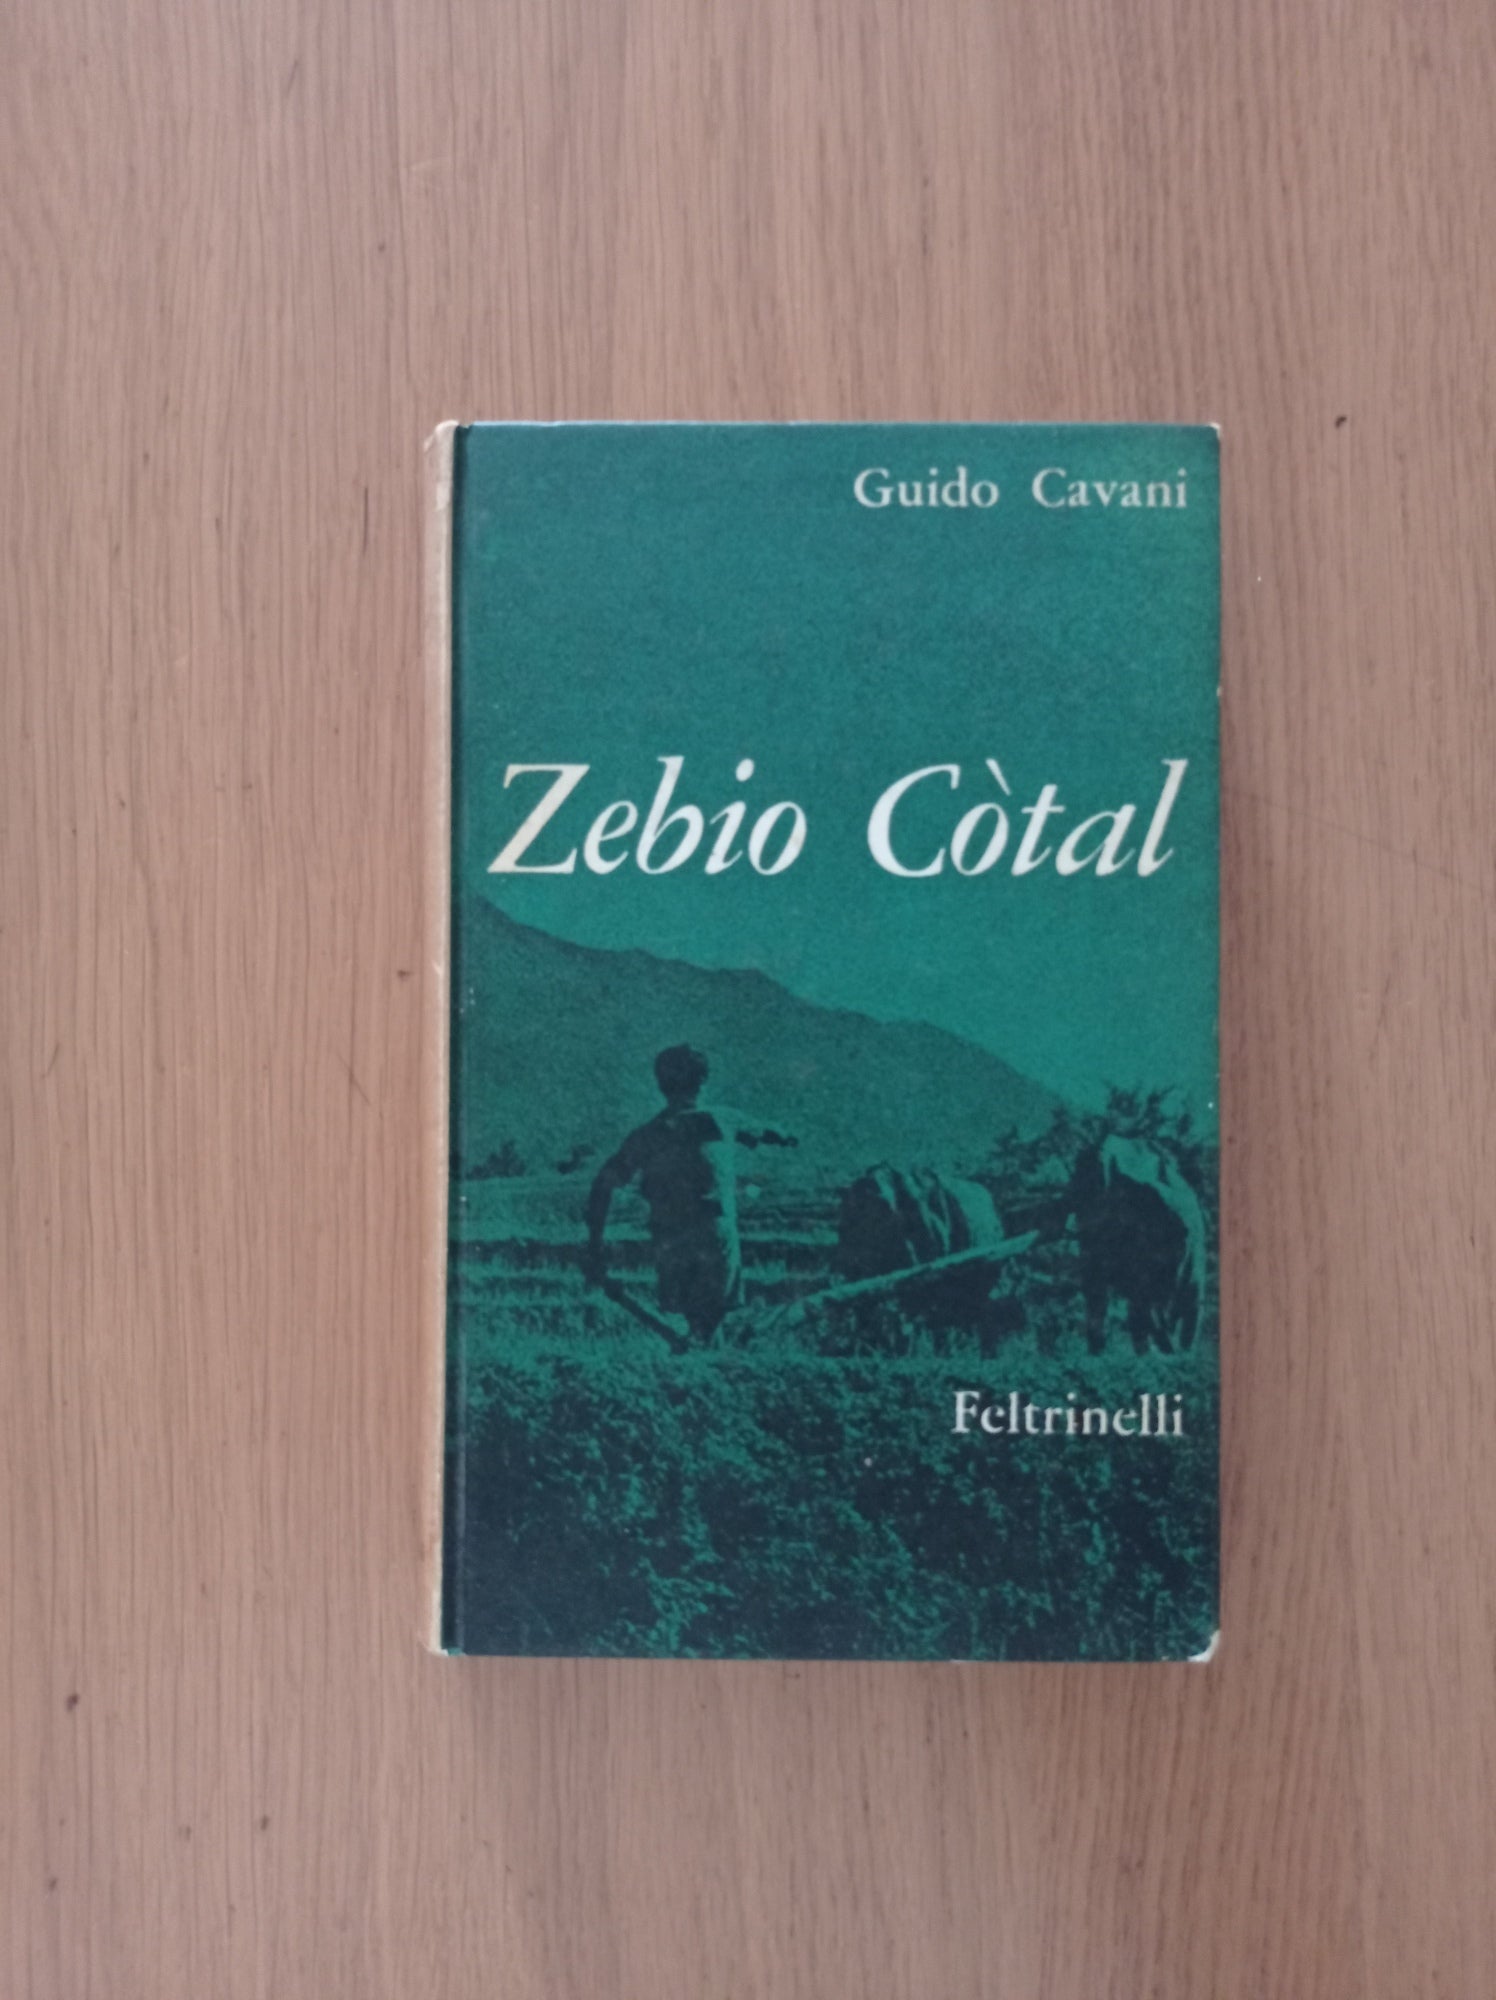 Guido Cavani
Zebio Còtal
Feltrinelli